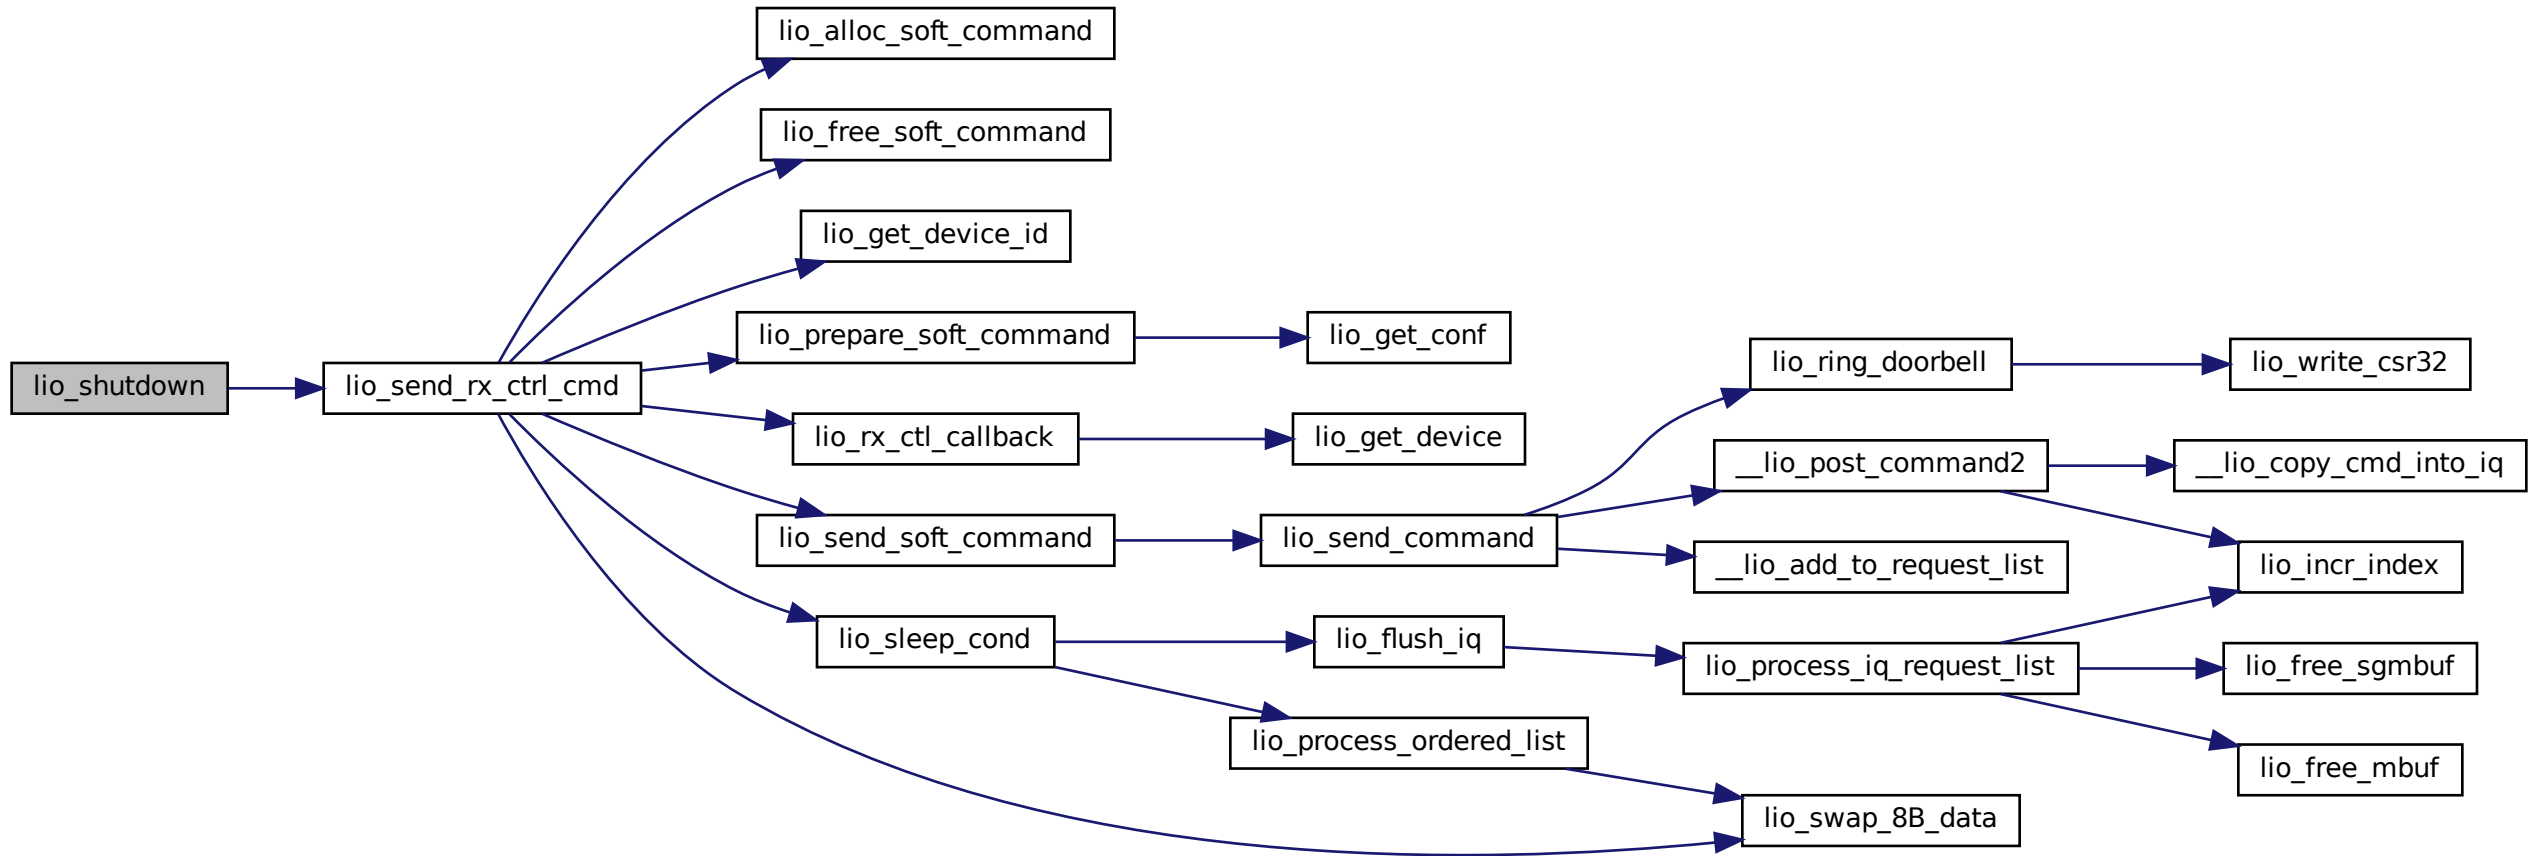 lio_shutdown
lio_send_rx_ctrl_cmd
lio_alloc_soft_command
lio_free_soft_command
lio_get_device_id
lio_prepare_soft_command
lio_get_conf
lio_rx_ctl_callback
lio_get_device
lio_send_soft_command
lio_send_command
lio_ring_doorbell
lio_write_csr32
__lio_post_command2
__lio_copy_cmd_into_iq
lio_incr_index
__lio_add_to_request_list
lio_sleep_cond
lio_flush_iq
lio_process_iq_request_list
lio_free_sgmbuf
lio_free_mbuf
lio_process_ordered_list
lio_swap_8B_data